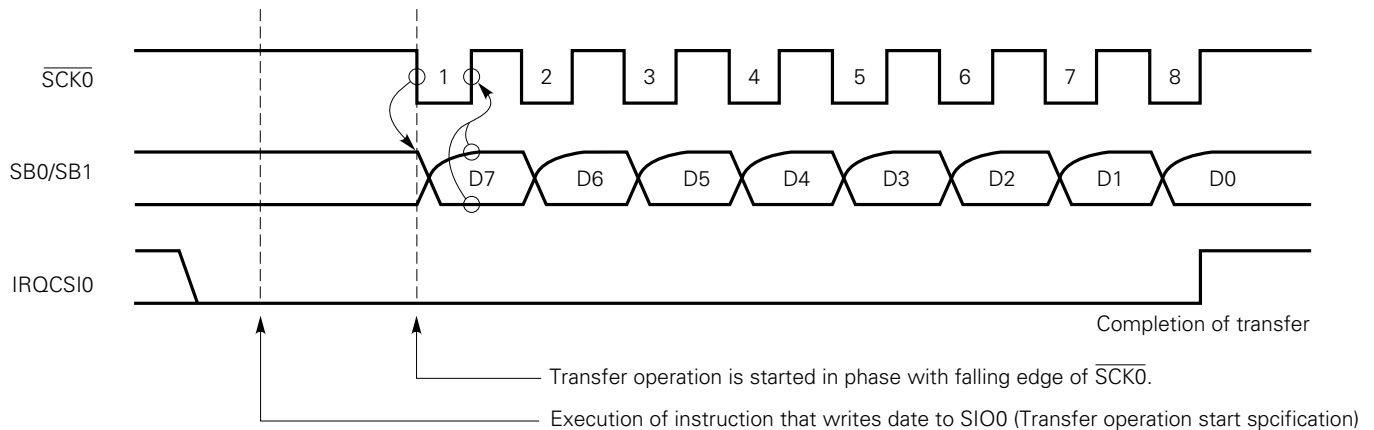 SCK0 1 2 3 4 5 6 7 8
SB0/SB1 D7 D6 D5 D4 D3 D2 D1 D0
IRQCSI0
Completion of transfer
Transfer operation is started in phase with falling edge of SCK0.
Execution of instruction that writes date to SIO0 (Transfer operation start spcification)